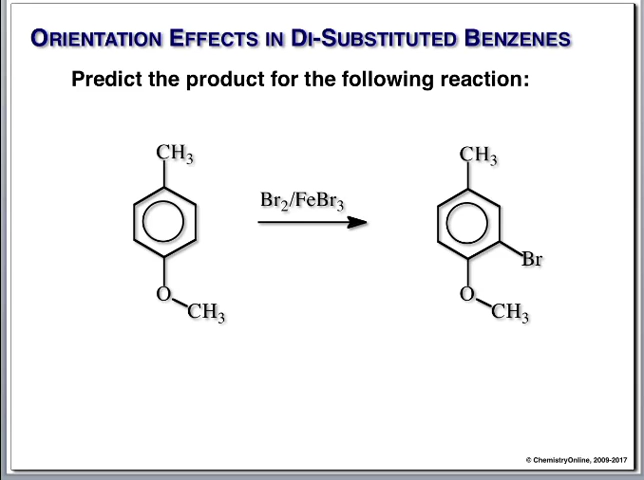 ORIENTATION EFFECTS IN DI-SUBSTITUTED BENZENES
Predict the product for the following reaction:
CH3
CH3
Br2/FeBr3
Br
O
CH3
O
CH3
© ChemistryOnline, 2009-2017